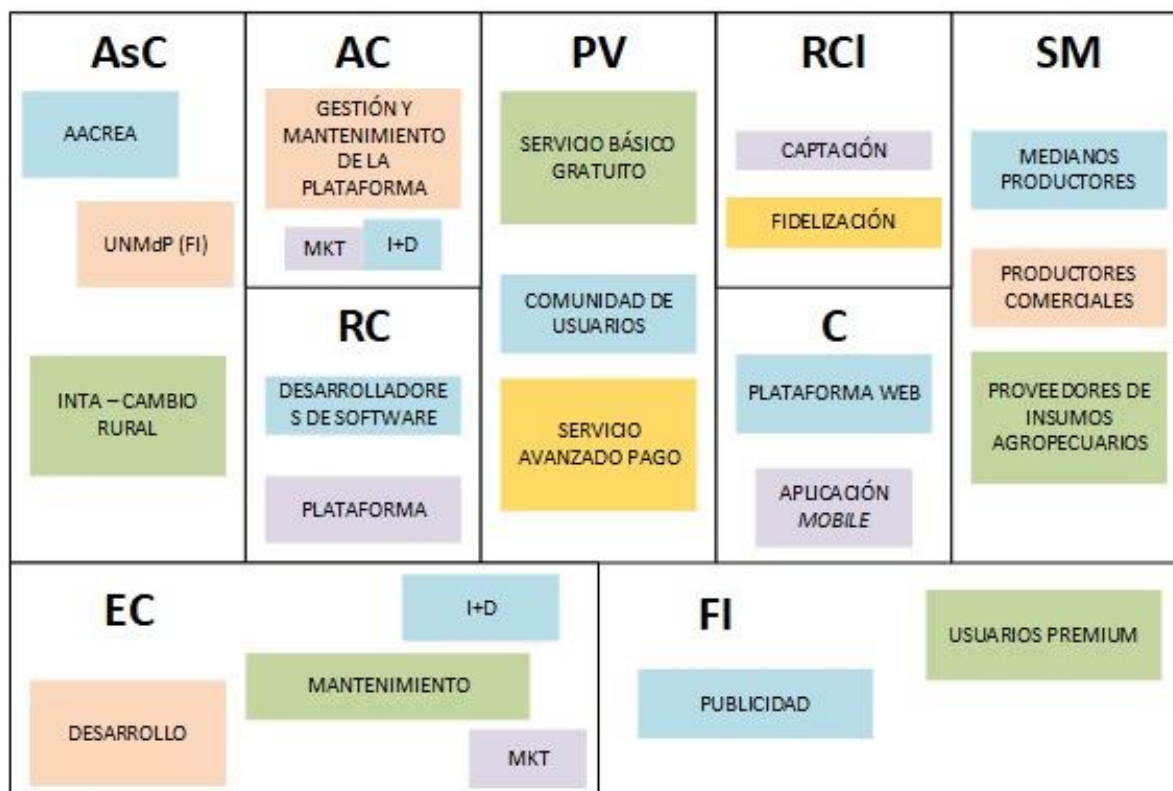 AsC
AACREA
UNMdP (FI)
INTA – CAMBIO
RURAL
AC
GESTIÓN Y
MANTENIMIENTO
DE LA
PLATAFORMA
MKT
I+D
RC
DESARROLLADORE
S DE SOFTWARE
PLATAFORMA
PV
SERVICIO BÁSICO
GRATUITO
COMUNIDAD DE
USUARIOS
SERVICIO
AVANZADO PAGO
RCl
CAPTACIÓN
FIDELIZACIÓN
C
PLATAFORMA WEB
APLICACIÓN
MOBILE
SM
MEDIANOS
PRODUCTORES
PRODUCTORES
COMERCIALES
PROVEEDORES DE
INSUMOS
AGROPECUARIOS
EC
I+D
MANTENIMIENTO
DESARROLLO
MKT
FI
USUARIOS PREMIUM
PUBLICIDAD